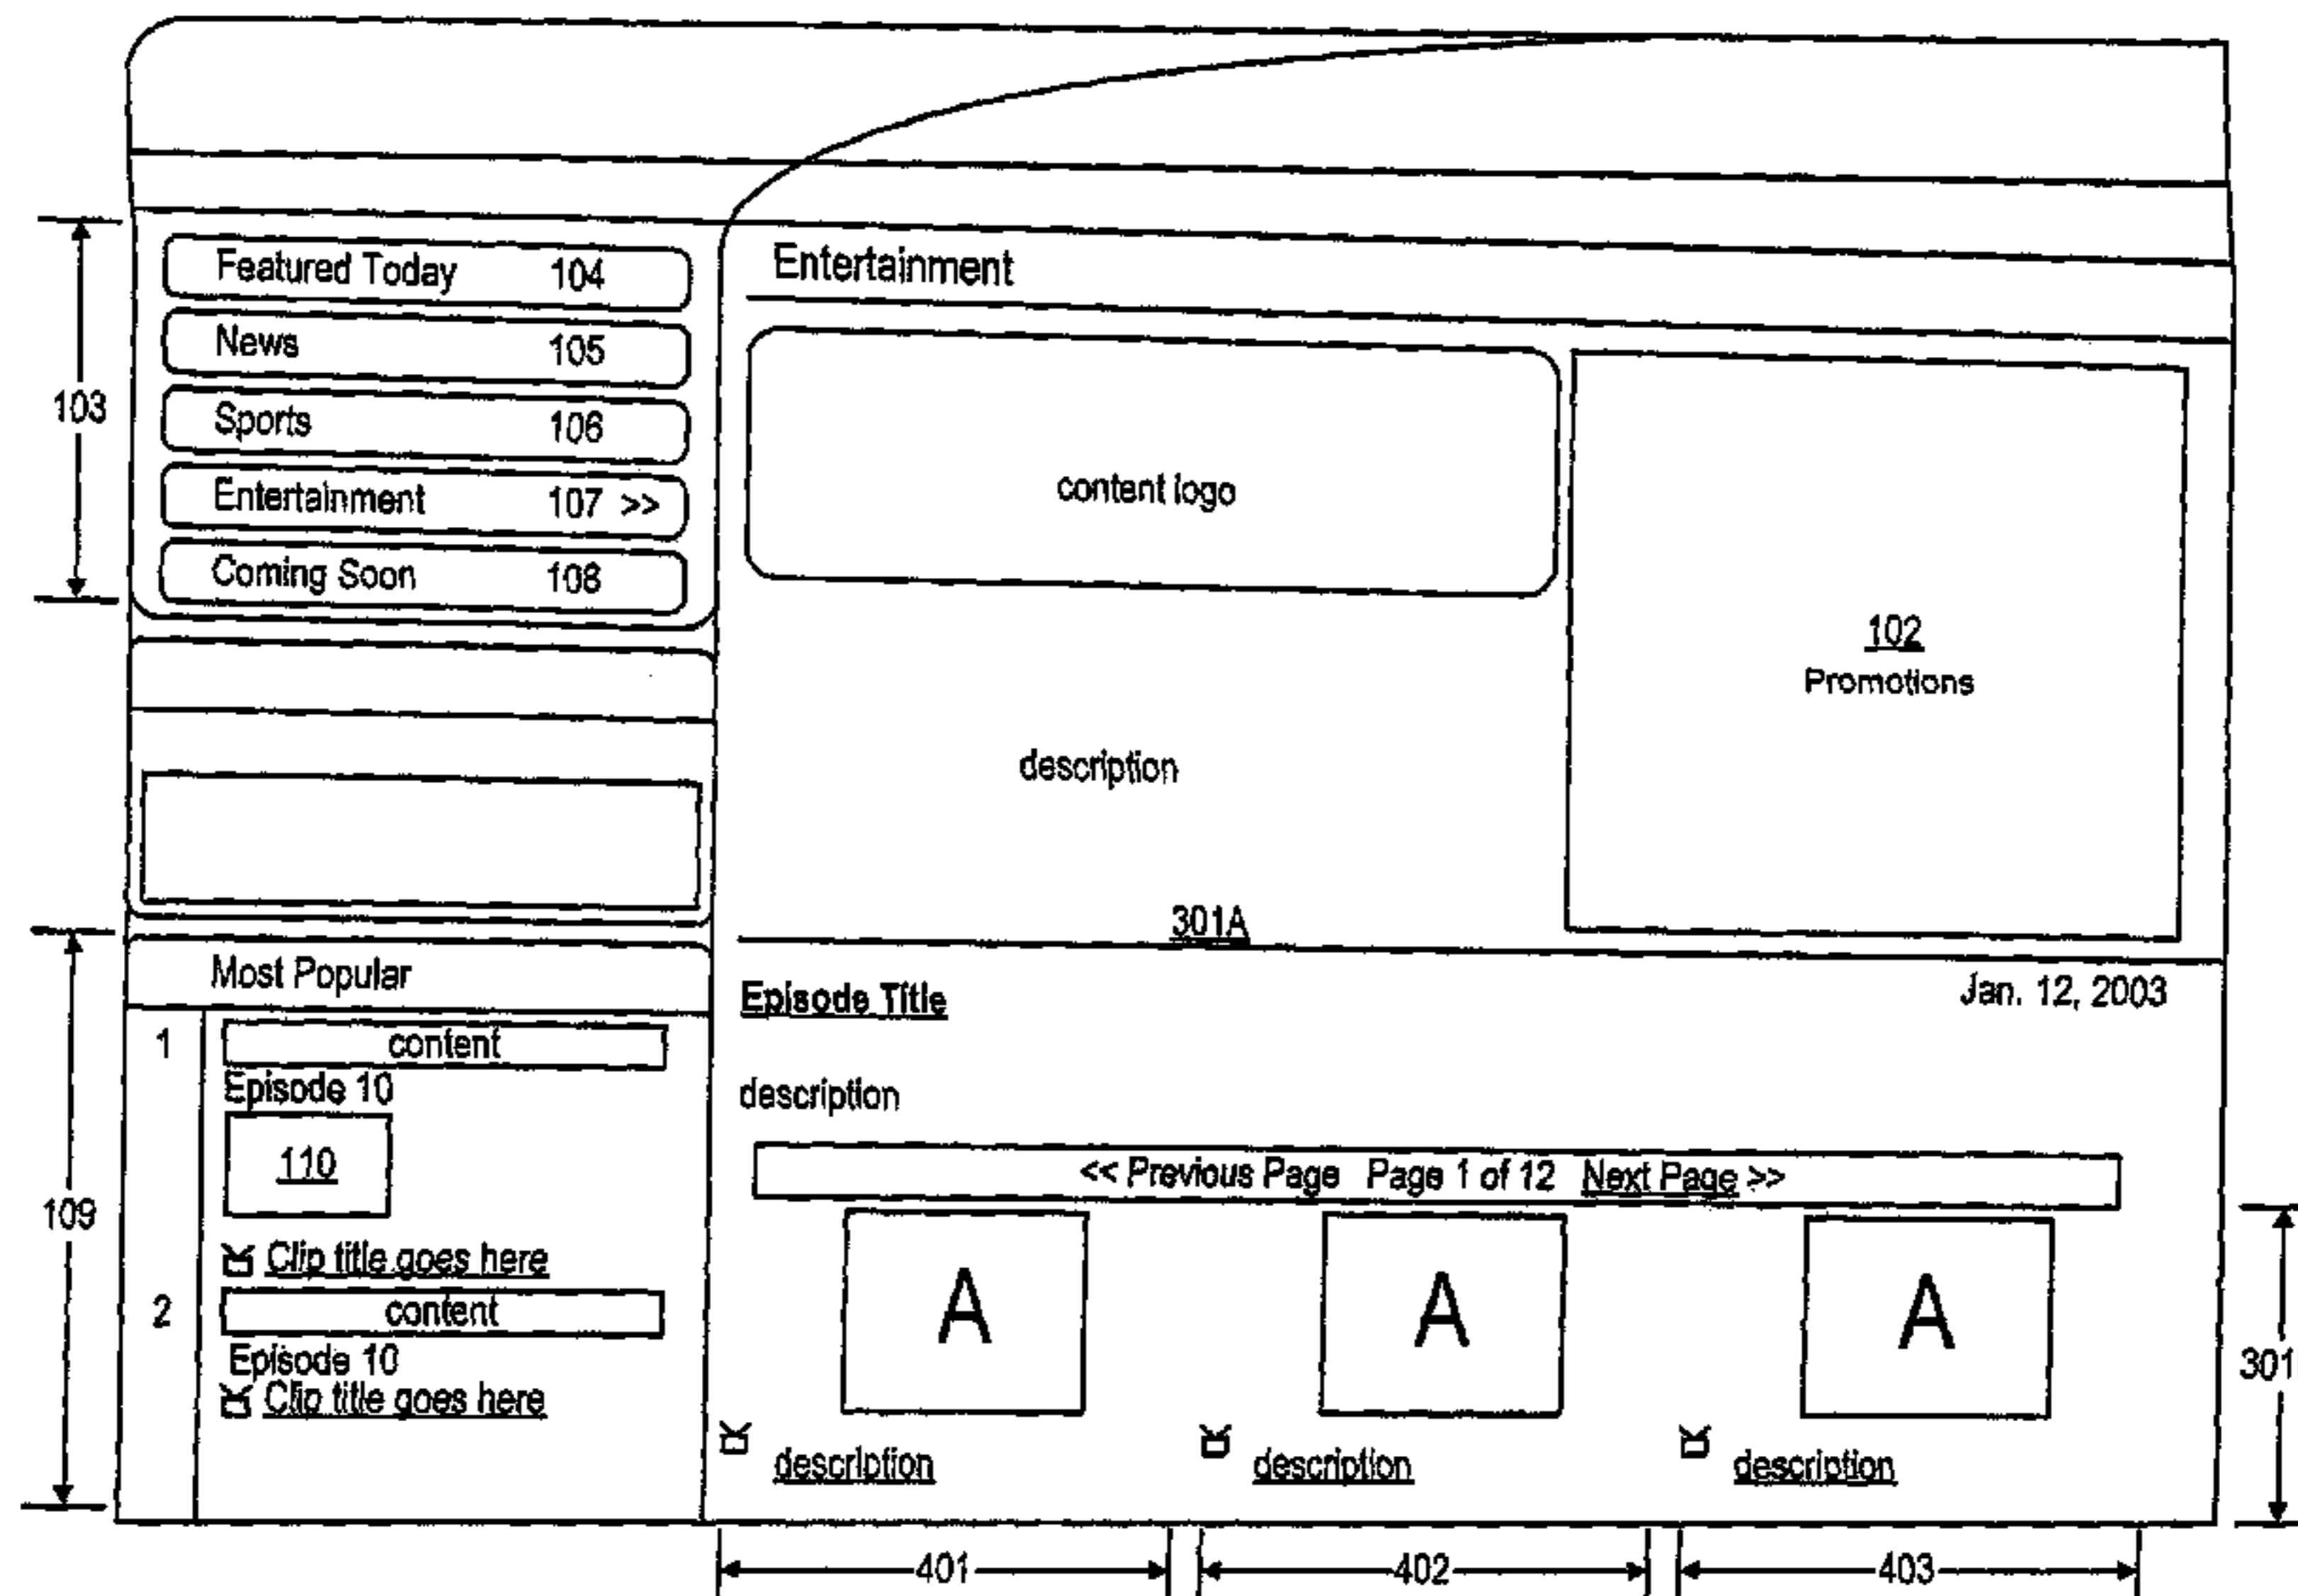 Featured Today 104
News 105
Sports 106
Entertainment 107 >>
Coming Soon 108
103
Entertainment
content logo
102
Promotions
description
301A
Most Popular
1
content
Episode 10
110
Clip title goes here
2
content
Episode 10
Clip title goes here
109
Episode Title
Jan. 12, 2003
description
<< Previous Page Page 1 of 12 Next Page >>
A A A
description description description
401 402 403